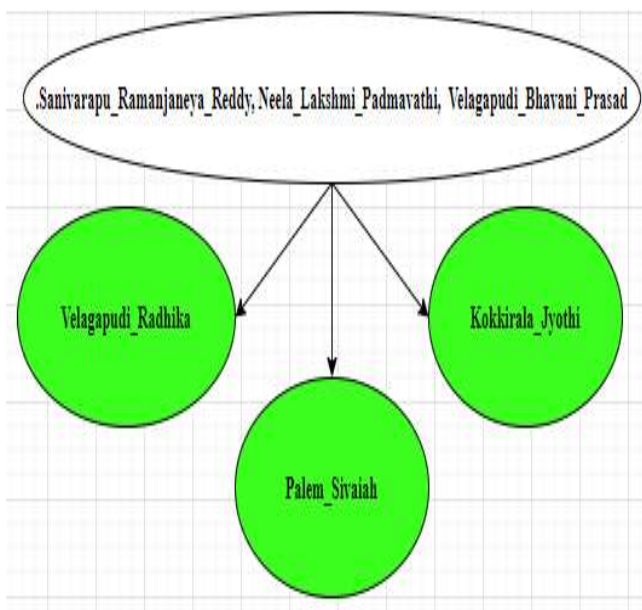 .Sanivarapu_Ramanjaneya_Reddy, Neela_Lakshmi_Padmavathi, Velagapudi_Bhavani_Prasad
Velagapudi_Radhika
Kokkirala_Jyothi
Palem_Sivaiah